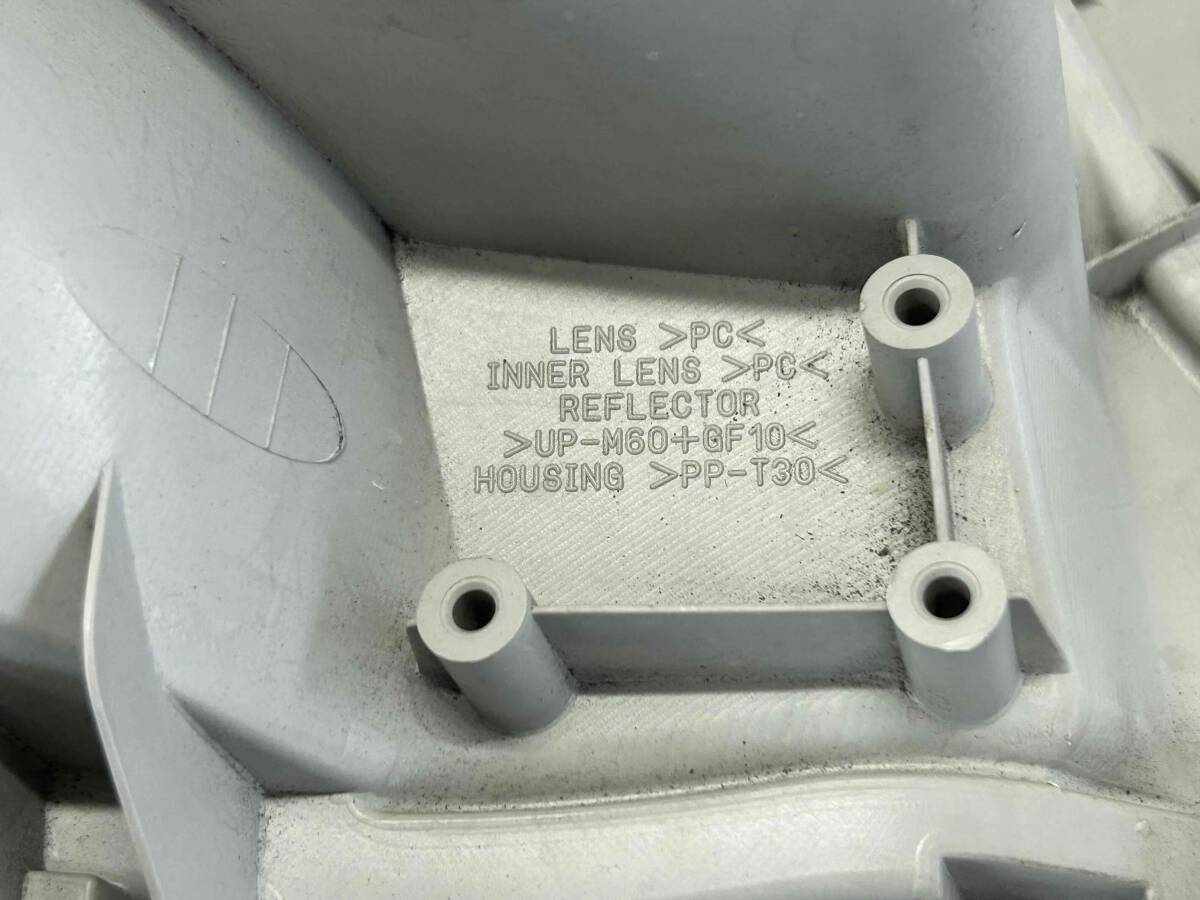 LENS >PC<
INNER LENS >PC<
REFLECTOR
>UP-M60+GF10<
HOUSING >PP-T30<